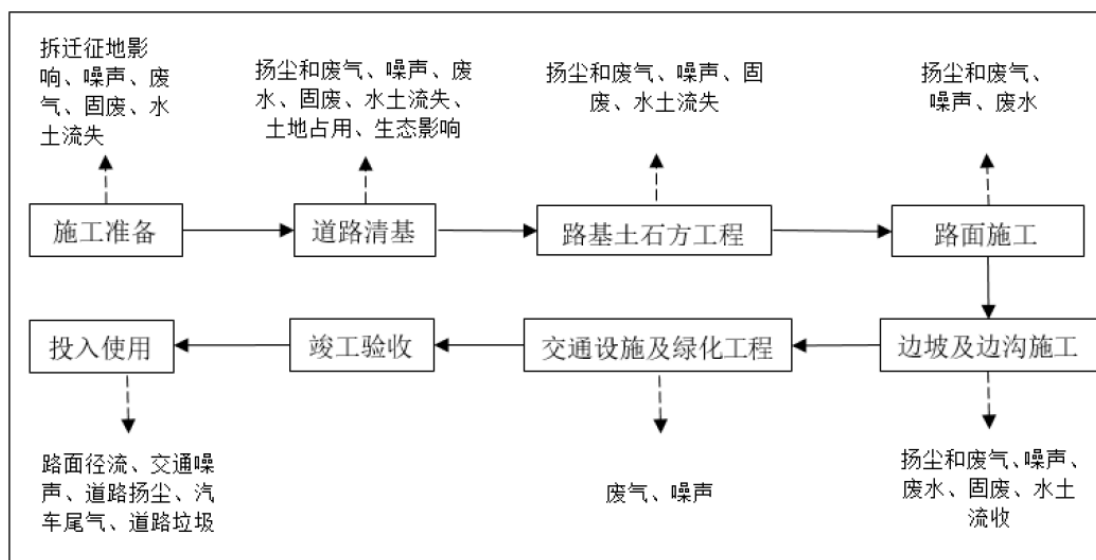 拆迁征地影
响、噪声、废
气、固废、水
土流失
扬尘和废气、噪声、废
水、固废、水土流失、
土地占用、生态影响
扬尘和废气、噪声、固
废、水土流失
扬尘和废气、
噪声、废水
施工准备
道路清基
路基土石方工程
路面施工
投入使用
竣工验收
交通设施及绿化工程
边坡及边沟施工
路面径流、交通噪
声、道路扬尘、汽
车尾气、道路垃圾
废气、噪声
扬尘和废气、噪声、
废水、固废、水土
流收